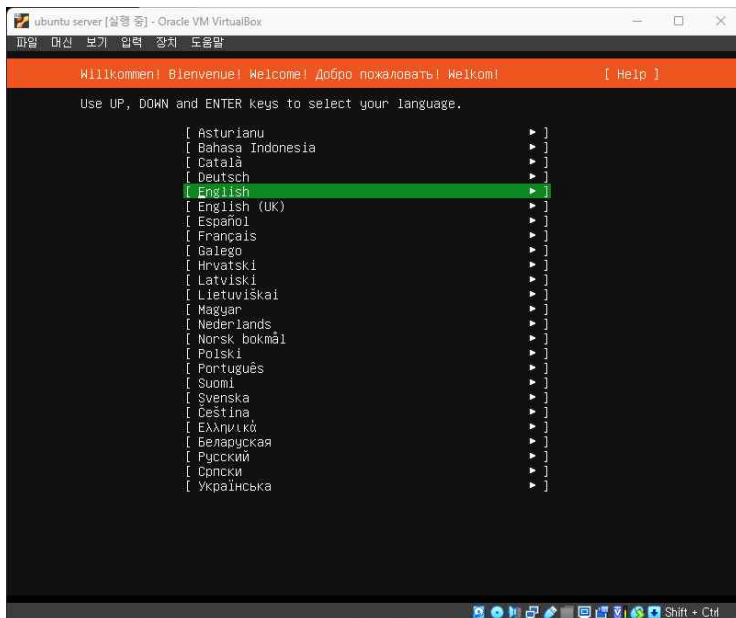 ubuntu server [실행 중] - Oracle VM VirtualBox
파일 머신 보기 입력 장치 도움말
Willkommen! Bienvenue! Welcome! Добро пожаловать! Welkom! [ Help ]
Use UP, DOWN and ENTER keys to select your language.
[ Asturianu ► ]
[ Bahasa Indonesia ► ]
[ Català ► ]
[ Deutsch ► ]
[ English ► ]
[ English (UK) ► ]
[ Español ► ]
[ Français ► ]
[ Galego ► ]
[ Hrvatski ► ]
[ Latviski ► ]
[ Lietuviškai ► ]
[ Magyar ► ]
[ Nederlands ► ]
[ Norsk bokmål ► ]
[ Polski ► ]
[ Português ► ]
[ Suomi ► ]
[ Svenska ► ]
[ Čeština ► ]
[ Ελληνικά ► ]
[ Беларуская ► ]
[ Русский ► ]
[ Српски ► ]
[ Українська ► ]
Shift + Ctrl